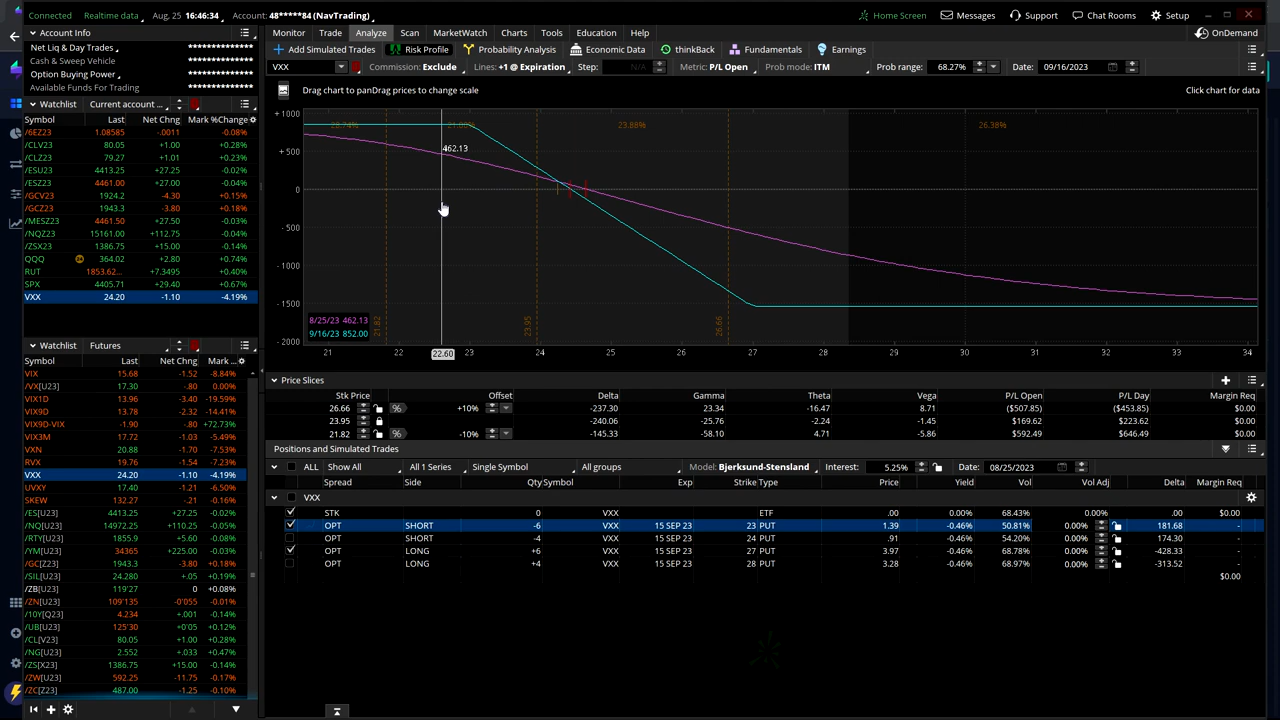 Connected Realtime data Aug, 25 16:46:34 Account: 48*****84 (NavTrading) Home Screen Messages Support Chat Rooms Setup
Account Info
Net Liq & Day Trades ***************
Cash & Sweep Vehicle ***************
Option Buying Power ***************
Available Funds For Trading ***************
Watchlist Current account ...
Symbol Last Net Chng Mark %Change
/6EZ23 1.08585 -.0011 -0.08%
/CLV23 80.05 +1.00 +0.28%
/CLZ23 79.27 +1.01 +0.23%
/ESU23 4413.25 +27.25 +0.00%
/ESZ23 4461.00 +27.00 +0.00%
/GCV23 1924.2 -4.30 +0.15%
/GCZ23 1943.3 -3.80 +0.18%
/MESZ23 4461.50 +27.50 -0.03%
/NQZ23 15161.00 +112.75 -0.04%
/ZSX23 1386.75 +15.00 -0.14%
QQQ 364.02 +2.80 +0.74%
RUT 1853.62... +7.3495 +0.40%
SPX 4405.71 +29.40 +0.67%
VXX 24.20 -1.10 -4.19%
Watchlist Futures
Symbol Last Net Chng Mark ...
VIX 15.68 -1.52 -8.84%
/VX[U23] 17.30 -.80 0.00%
VIX1D 13.96 -3.40 -19.59%
VIX9D 13.78 -2.32 -14.41%
VIX9D-VIX -1.90 -.80 +72.73%
VIX3M 17.72 -1.03 -5.49%
VXN 20.88 -1.70 -7.53%
RVX 19.76 -1.54 -7.23%
VXX 24.20 -1.10 -4.19%
UVXY 17.40 -1.21 -6.50%
SKEW 132.27 -.21 -0.16%
/ES[U23] 4413.25 +27.25 -0.03%
/NQ[U23] 14972.25 +110.25 -0.05%
/RTY[U23] 1855.9 +5.60 -0.10%
/YM[U23] 34365 +225.00 -0.03%
/GC[Z23] 1943.3 -3.80 +0.18%
/SIL[U23] 24.280 +.05 +0.19%
/ZB[U23] 119'27 0 +0.08%
/ZN[U23] 109'135 -0'055 -0.01%
/10Y[Q23] 4.234 +.001 -0.14%
/UB[U23] 125'30 +0'05 +0.12%
/CL[V23] 80.05 +1.00 +0.28%
/NG[U23] 2.552 +.033 +0.47%
/ZS[X23] 1386.75 +15.00 -0.14%
/ZW[U23] 592.25 -11.75 -0.17%
/ZC[Z23] 487.00 -1.25 -0.10%
Monitor Trade Analyze Scan MarketWatch Charts Tools Education Help OnDemand
Add Simulated Trades Risk Profile Probability Analysis Economic Data thinkBack Fundamentals Earnings
VXX Commission: Exclude Lines: +1 @ Expiration Step: N/A Metric: P/L Open Prob mode: ITM Prob range: 68.27% Date: 09/16/2023
Drag chart to panDrag prices to change scale Click chart for data
+ 1000
+ 500
0
- 500
- 1000
- 1500
- 2000
23.88% 26.38%
462.13
21.82 23.95 26.66
8/25/23 462.13
9/16/23 852.00
21 22 22.60 23 24 25 26 27 28 29 30 31 32 33 34
Price Slices
Stk Price Offset Delta Gamma Theta Vega P/L Open P/L Day Margin Req
26.66 % +10% -237.30 23.34 -16.47 8.71 ($507.85) ($453.85) $0.00
23.95 -240.06 -25.76 -2.24 -1.45 $169.62 $223.62 $0.00
21.82 % -10% -145.33 -58.10 4.71 -5.86 $592.49 $646.49 $0.00
Positions and Simulated Trades
ALL Show All All 1 Series Single Symbol All groups Model: Bjerksund-Stensland Interest: 5.25% Date: 08/25/2023
Spread Side Qty Symbol Exp Strike Type Price Yield Vol Vol Adj Delta Margin Req
VXX
STK 0 VXX ETF .00 0.00% 68.43% 0.00% .00 $0.00
OPT SHORT -6 VXX 15 SEP 23 23 PUT 1.39 -0.46% 50.81% 0.00% 181.68 -
OPT SHORT -4 VXX 15 SEP 23 24 PUT .91 -0.46% 54.20% 0.00% 174.30 -
OPT LONG +6 VXX 15 SEP 23 27 PUT 3.97 -0.46% 68.78% 0.00% -428.33 -
OPT LONG +4 VXX 15 SEP 23 28 PUT 3.28 -0.46% 68.97% 0.00% -313.52 -
$0.00